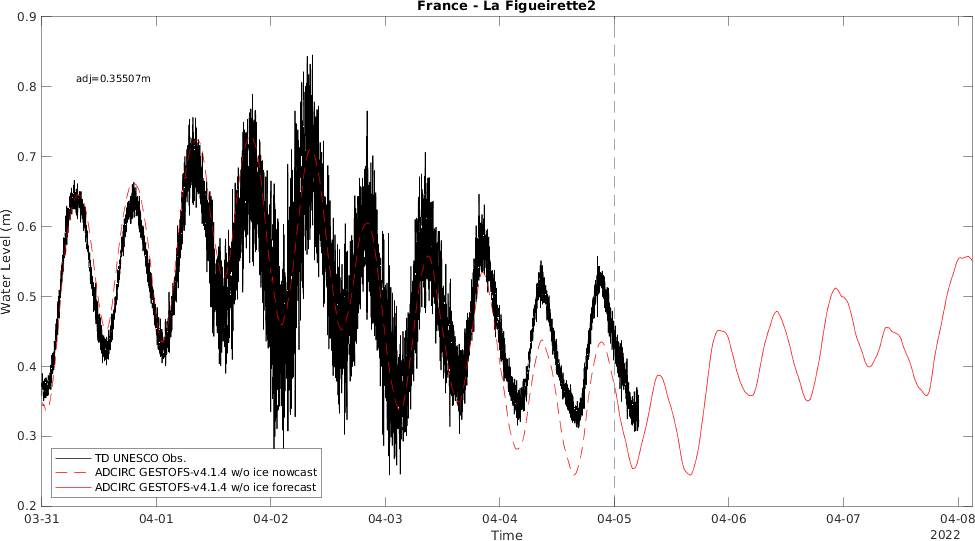 France - La Figueirette2
0.9
adj=0.35507m
0.8
0.7
0.6
Water Level (m)
0.5
0.4
0.3
TD UNESCO Obs.
ADCIRC GESTOFS-v4.1.4 w/o ice nowcast
ADCIRC GESTOFS-v4.1.4 w/o ice forecast
0.2
03-31 04-01 04-02 04-03 04-04 04-05 04-06 04-07 04-08
Time 2022